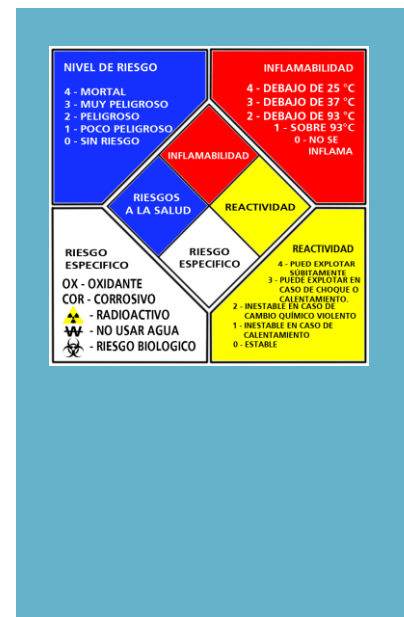 NIVEL DE RIESGO
4 - MORTAL
3 - MUY PELIGROSO
2 - PELIGROSO
1 - POCO PELIGROSO
0 - SIN RIESGO
INFLAMABILIDAD
4 - DEBAJO DE 25 °C
3 - DEBAJO DE 37 °C
2 - DEBAJO DE 93 °C
1 - SOBRE 93°C
0 - NO SE
INFLAMA
INFLAMABILIDAD
RIESGOS
A LA SALUD
REACTIVIDAD
RIESGO
ESPECIFICO
RIESGO
ESPECIFICO
OX - OXIDANTE
COR - CORROSIVO
- RADIOACTIVO
W - NO USAR AGUA
- RIESGO BIOLOGICO
REACTIVIDAD
4 - PUED EXPLOTAR
SÚBITAMENTE
3 - PUEDE EXPLOTAR EN
CASO DE CHOQUE O
CALENTAMIENTO.
2 - INESTABLE EN CASO DE
CAMBIO QUÍMICO VIOLENTO
1 - INESTABLE EN CASO DE
CALENTAMIENTO
0 - ESTABLE